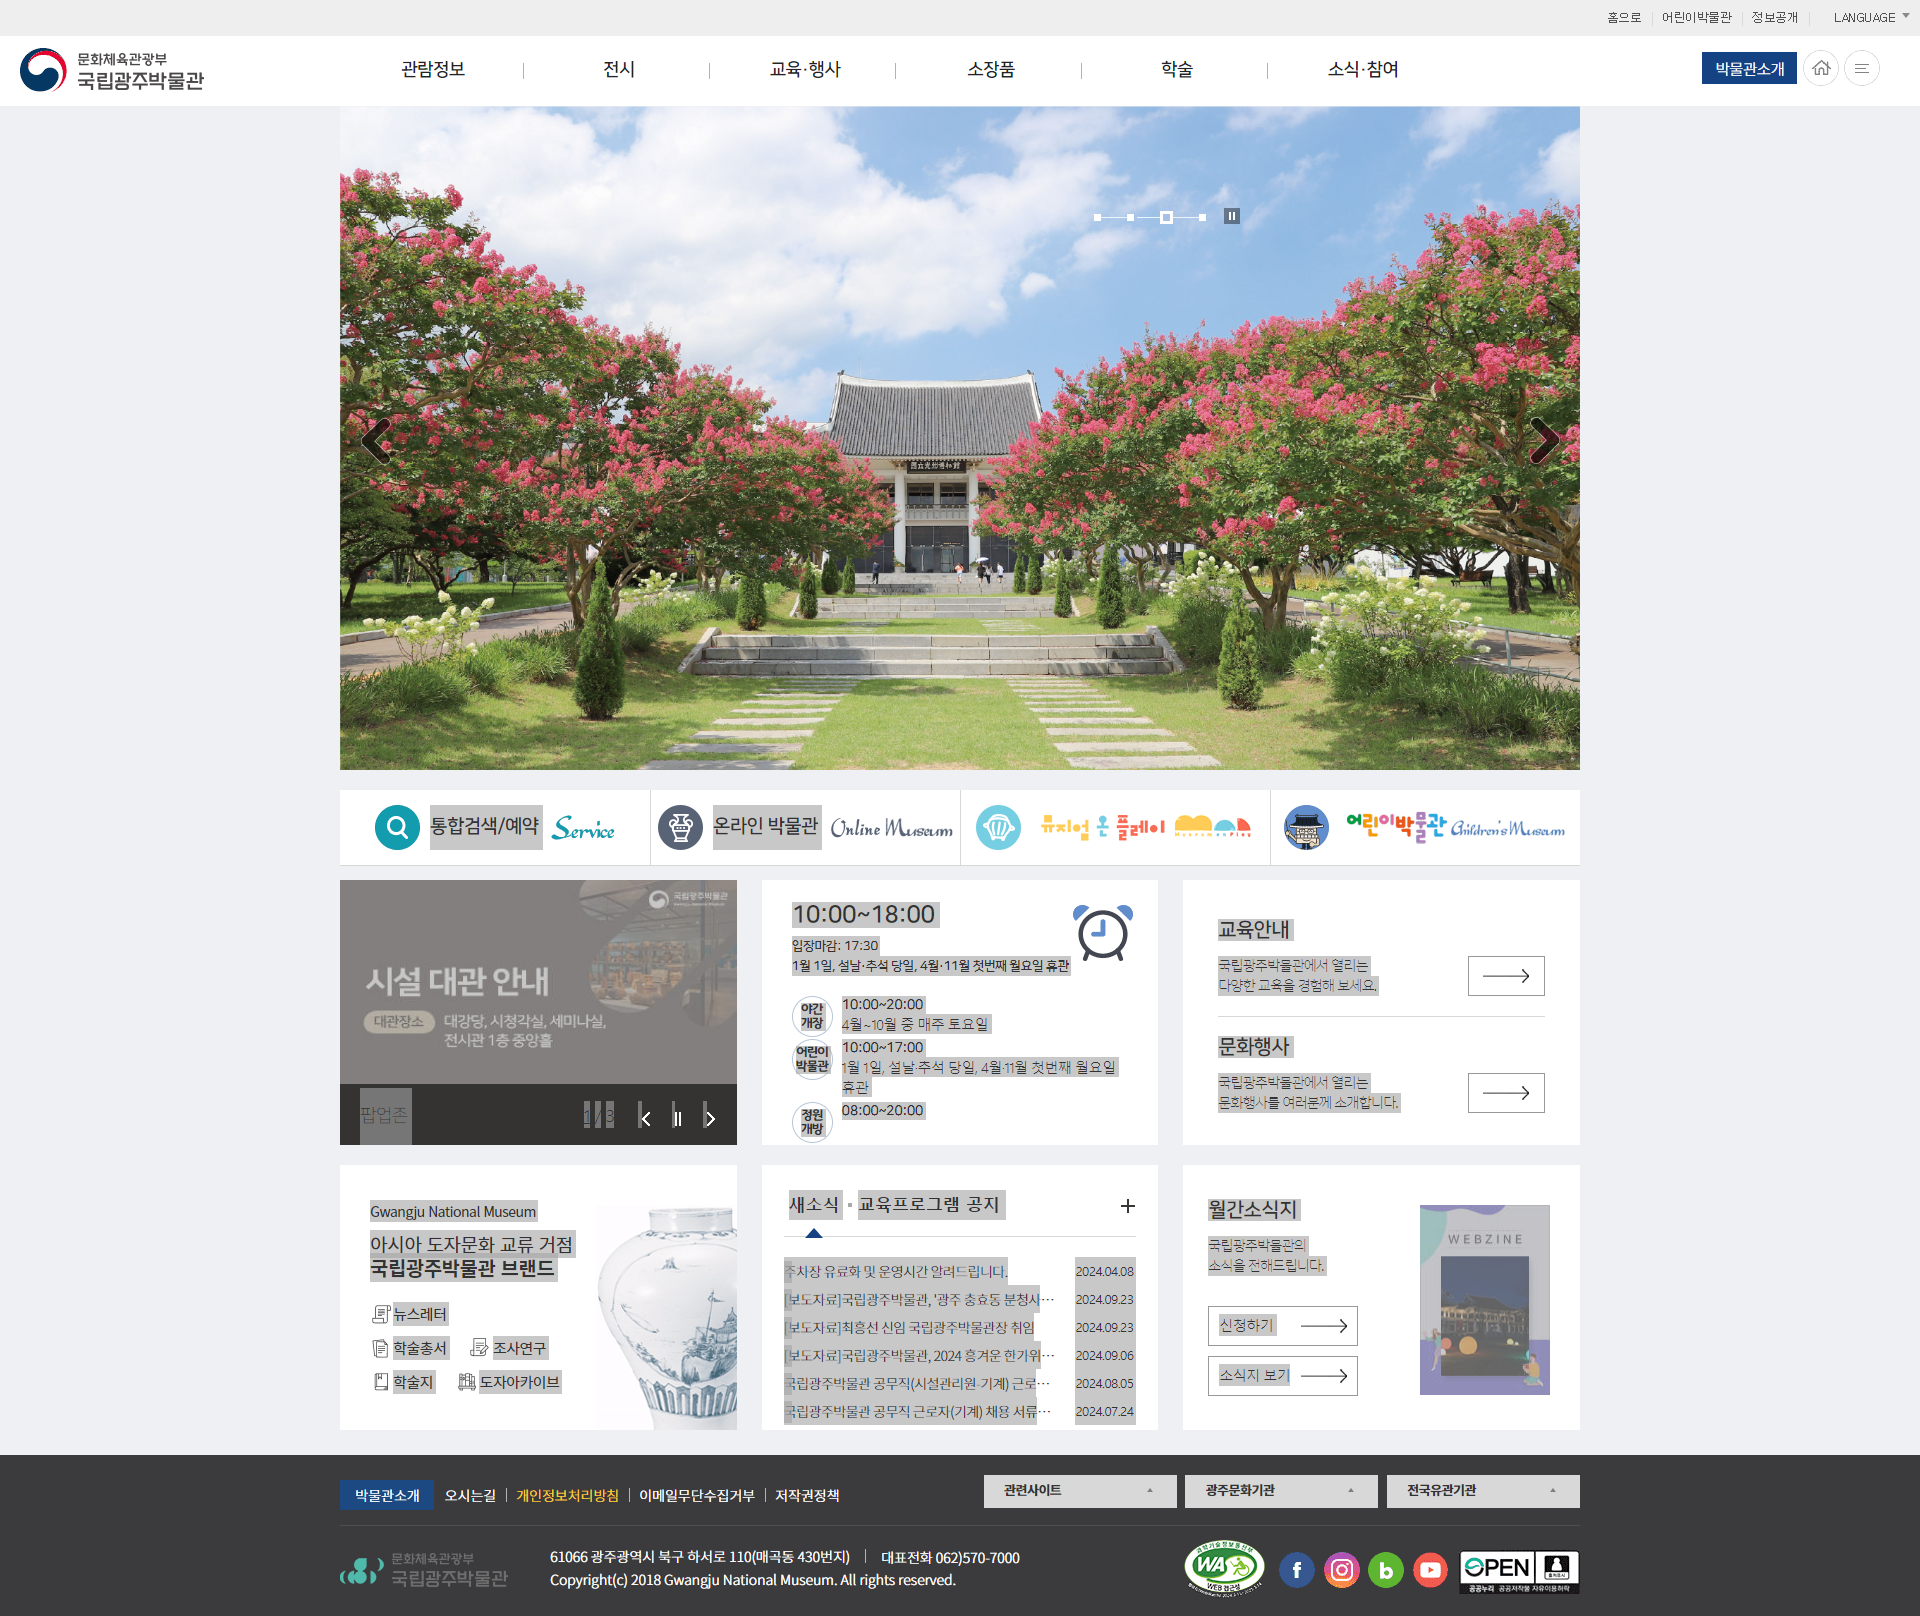 홈으로
어린이박물관
정보공개
LANGUAGE
문화체육관광부
국립광주박물관
관람정보
전시
교육·행사
소장품
학술
소식·참여
박물관소개
통합검색/예약 Service
온라인 박물관 Online Museum
뮤지엄 온 플레이
어린이박물관 Children's Museum
국립광주박물관
시설 대관 안내
대관장소 대강당, 시청각실, 세미나실,
전시관 1층 중앙홀
팝업존
1 / 3
10:00~18:00
입장마감: 17:30
1월 1일, 설날·추석 당일, 4월·11월 첫번째 월요일 휴관
야간
개장
10:00~20:00
4월~10월 중 매주 토요일
어린이
박물관
10:00~17:00
1월 1일, 설날·추석 당일, 4월·11월 첫번째 월요일
휴관
정원
개방
08:00~20:00
교육안내
국립광주박물관에서 열리는
다양한 교육을 경험해 보세요.
문화행사
국립광주박물관에서 열리는
문화행사를 여러분께 소개합니다.
Gwangju National Museum
아시아 도자문화 교류 거점
국립광주박물관 브랜드
뉴스레터
학술총서
조사연구
학술지
도자아카이브
새소식
교육프로그램 공지
주차장 유료화 및 운영시간 알려드립니다. 2024.04.08
[보도자료]국립광주박물관, '광주 충효동 분청사… 2024.09.23
[보도자료]최흥선 신임 국립광주박물관장 취임 2024.09.23
[보도자료]국립광주박물관, 2024 흥겨운 한가위… 2024.09.06
국립광주박물관 공무직(시설관리원-기계) 근로… 2024.08.05
국립광주박물관 공무직 근로자(기계) 채용 서류… 2024.07.24
월간소식지
국립광주박물관의
소식을 전해드립니다.
신청하기
소식지 보기
WEBZINE
박물관소개
오시는길
개인정보처리방침
이메일무단수집거부
저작권정책
관련사이트
광주문화기관
전국유관기관
문화체육관광부
국립광주박물관
61066 광주광역시 북구 하서로 110(매곡동 430번지)
대표전화 062)570-7000
Copyright(c) 2018 Gwangju National Museum. All rights reserved.
과학기술정보통신부
WA
WEB 접근성
OPEN
출처표시
공공누리 공공저작물 자유이용허락